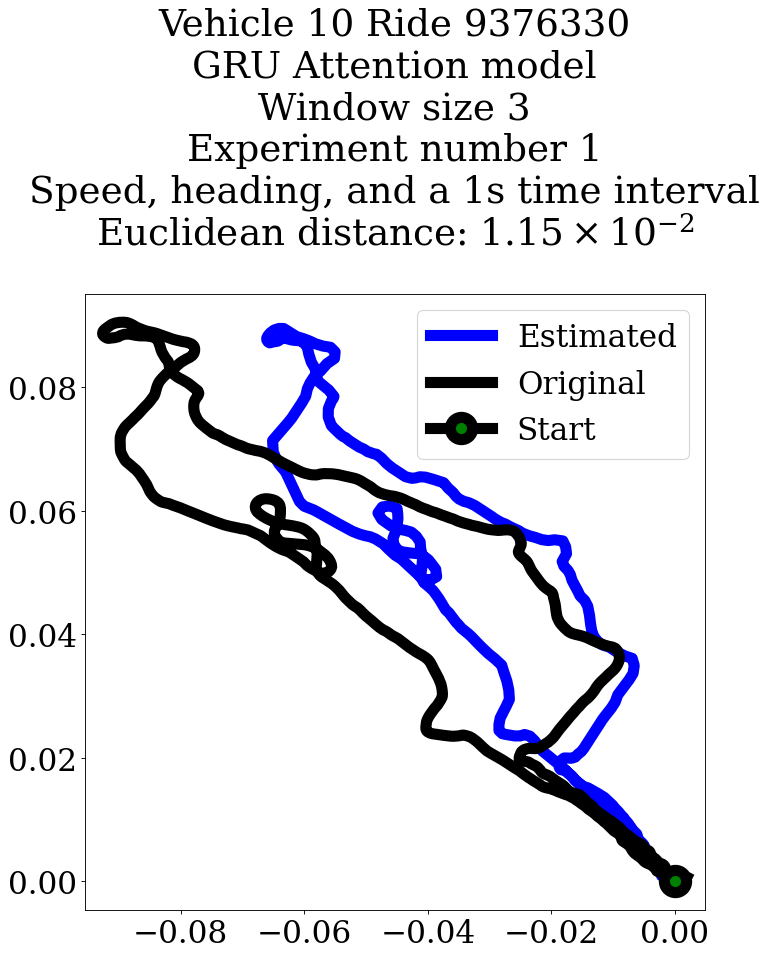 Vehicle 10 Ride 9376330
GRU Attention model
Window size 3
Experiment number 1
Speed, heading, and a 1s time interval
Euclidean distance: 1.15 × 10⁻²
Estimated
Original
Start
0.08
0.06
0.04
0.02
0.00
−0.08 −0.06 −0.04 −0.02 0.00